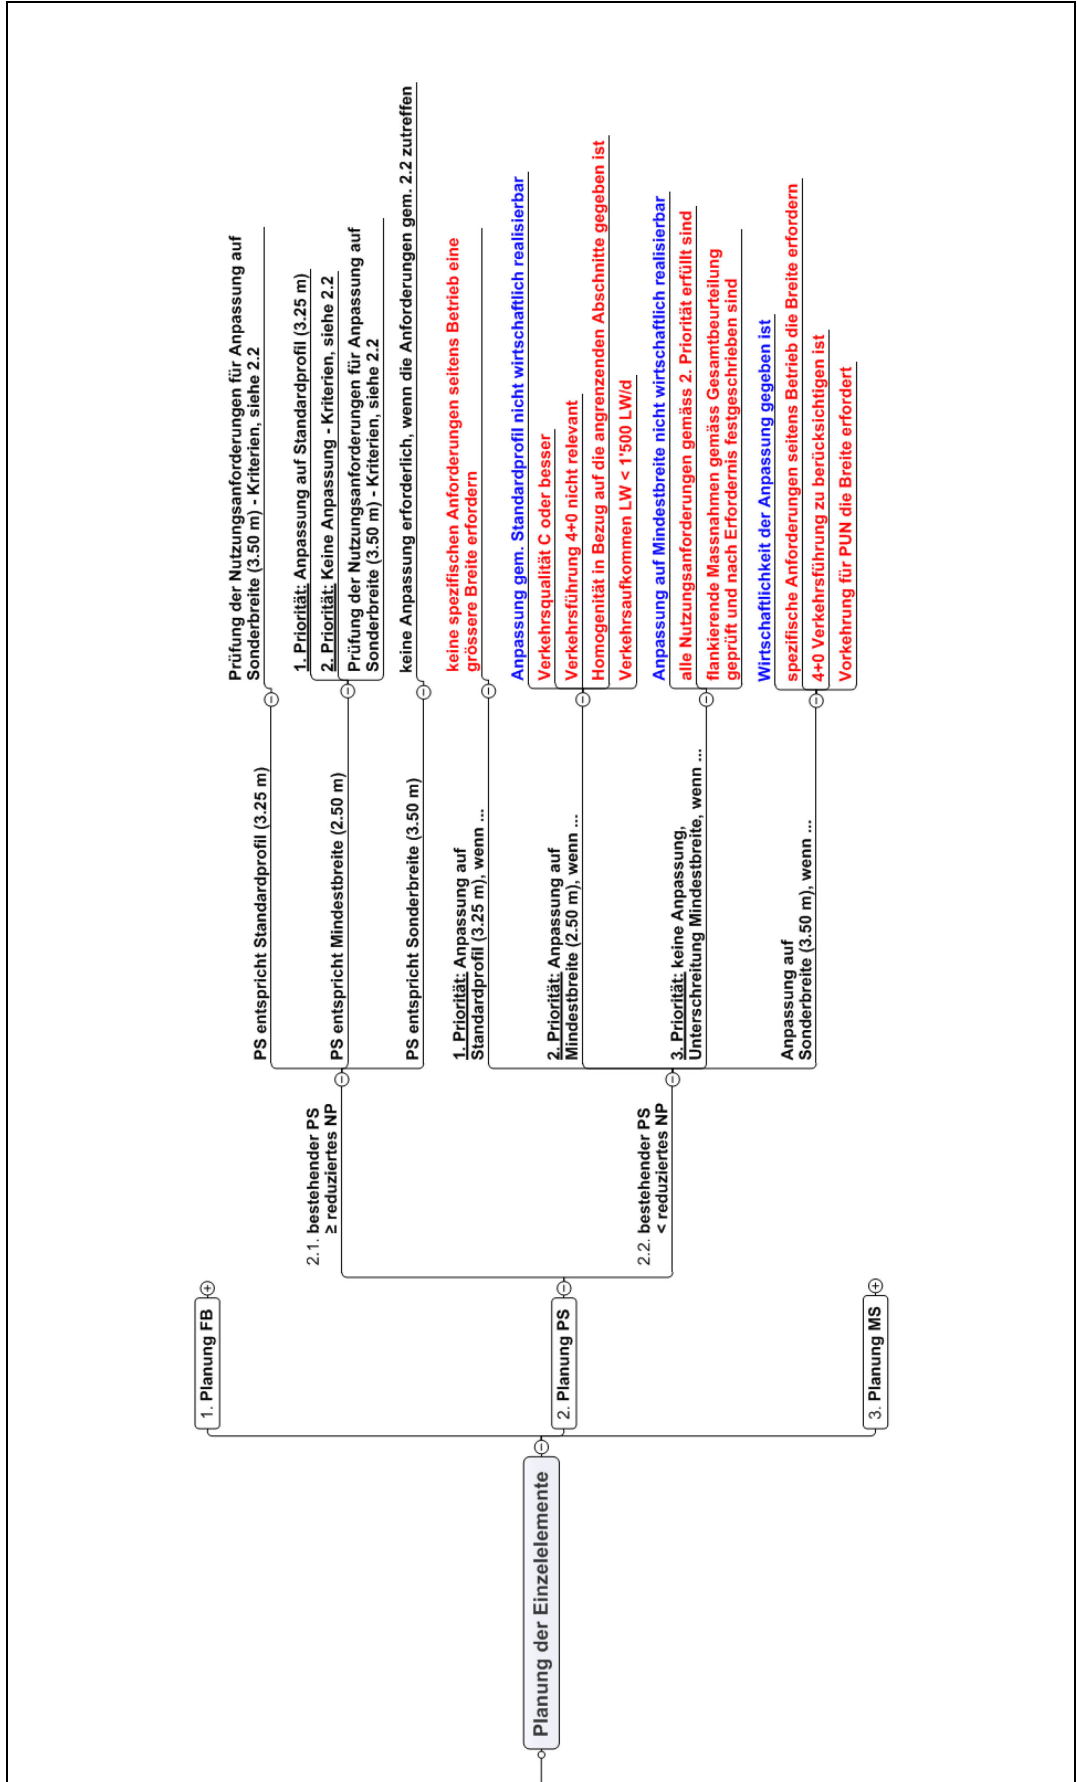 Planung der Einzelelemente
1. Planung FB
2. Planung PS
2.1. bestehender PS
≥ reduziertes NP
PS entspricht Standardprofil (3.25 m)
Prüfung der Nutzungsanforderungen für Anpassung auf
Sonderbreite (3.50 m) - Kriterien, siehe 2.2
PS entspricht Mindestbreite (2.50 m)
1. Priorität: Anpassung auf Standardprofil (3.25 m)
2. Priorität: Keine Anpassung - Kriterien, siehe 2.2
Prüfung der Nutzungsanforderungen für Anpassung auf
Sonderbreite (3.50 m) - Kriterien, siehe 2.2
PS entspricht Sonderbreite (3.50 m)
keine Anpassung erforderlich, wenn die Anforderungen gem. 2.2 zutreffen
2.2. bestehender PS
< reduziertes NP
1. Priorität: Anpassung auf
Standardprofil (3.25 m), wenn ...
keine spezifischen Anforderungen seitens Betrieb eine
grössere Breite erfordern
2. Priorität: Anpassung auf
Mindestbreite (2.50 m), wenn ...
Anpassung gem. Standardprofil nicht wirtschaftlich realisierbar
Verkehrsqualität C oder besser
Verkehrsführung 4+0 nicht relevant
Homogenität in Bezug auf die angrenzenden Abschnitte gegeben ist
Verkehrsaufkommen LW < 1'500 LW/d
3. Priorität: keine Anpassung,
Unterschreitung Mindestbreite, wenn ...
Anpassung auf Mindestbreite nicht wirtschaftlich realisierbar
alle Nutzungsanforderungen gemäss 2. Priorität erfüllt sind
flankierende Massnahmen gemäss Gesamtbeurteilung
geprüft und nach Erfordernis festgeschrieben sind
Anpassung auf
Sonderbreite (3.50 m), wenn ...
Wirtschaftlichkeit der Anpassung gegeben ist
spezifische Anforderungen seitens Betrieb die Breite erfordern
4+0 Verkehrsführung zu berücksichtigen ist
Vorkehrung für PUN die Breite erfordert
3. Planung MS